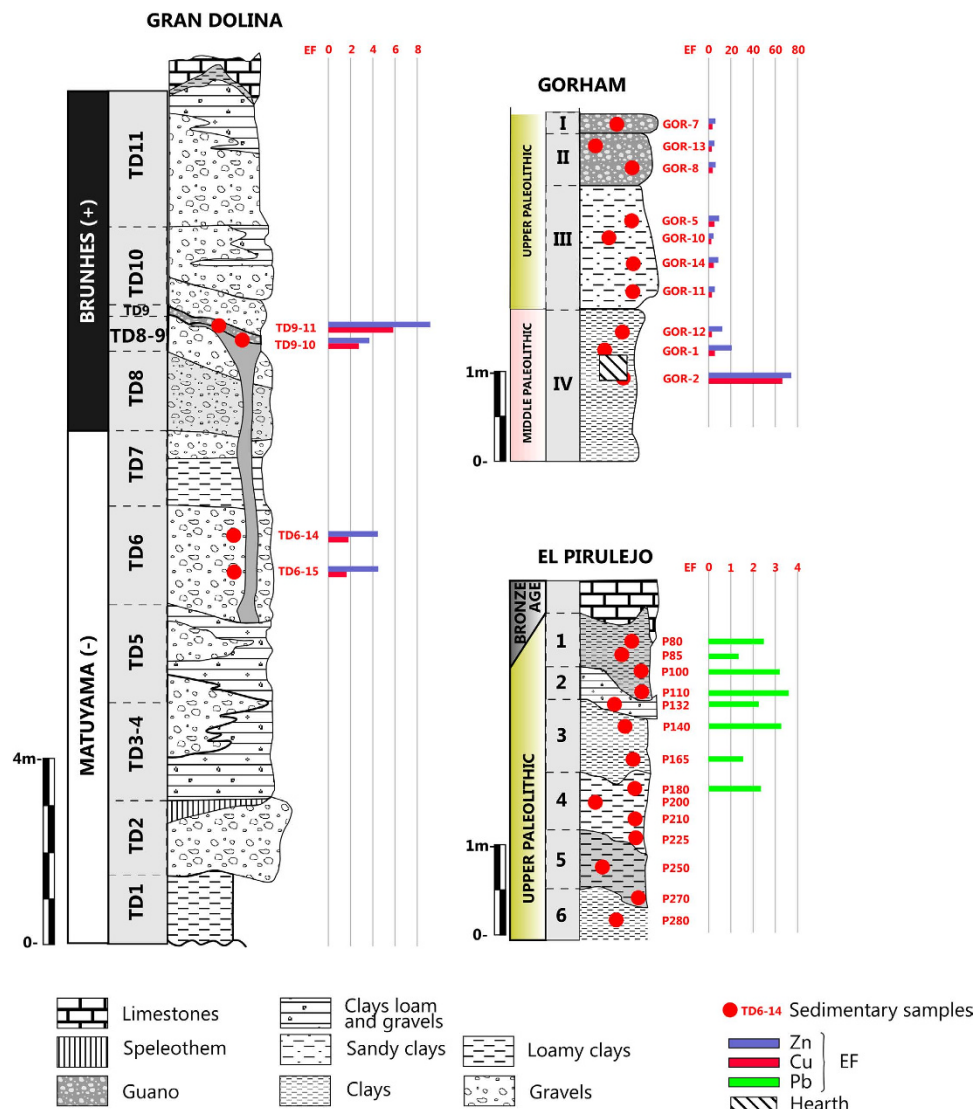 GRAN DOLINA
EF 0 2 4 6 8
BRUNHES (+)
MATUYAMA (-)
TD11
TD10
TD9
TD8-9
TD8
TD7
TD6
TD5
TD3-4
TD2
TD1
TD9-11
TD9-10
TD6-14
TD6-15
4m-
0-
GORHAM
EF 0 20 40 60 80
UPPER PALEOLITHIC
MIDDLE PALEOLITHIC
I
II
III
IV
GOR-7
GOR-13
GOR-8
GOR-5
GOR-10
GOR-14
GOR-11
GOR-12
GOR-1
GOR-2
1m-
0-
EL PIRULEJO
EF 0 1 2 3 4
BRONZE
AGE
UPPER PALEOLITHIC
1
2
3
4
5
6
P80
P85
P100
P110
P132
P140
P165
P180
P200
P210
P225
P250
P270
P280
1m-
0-
Limestones
Speleothem
Guano
Clays loam
and gravels
Sandy clays
Clays
Loamy clays
Gravels
TD6-14 Sedimentary samples
Zn
Cu
Pb
EF
Hearth